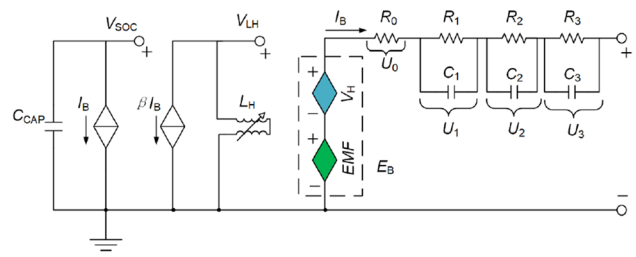 V_SOC
+
V_LH
+
I_B
R_0
R_1
R_2
R_3
+
U_0
C_CAP
I_B
β I_B
L_H
+
V_H
−
+
EMF
−
E_B
C_1
C_2
C_3
U_1
U_2
U_3
−